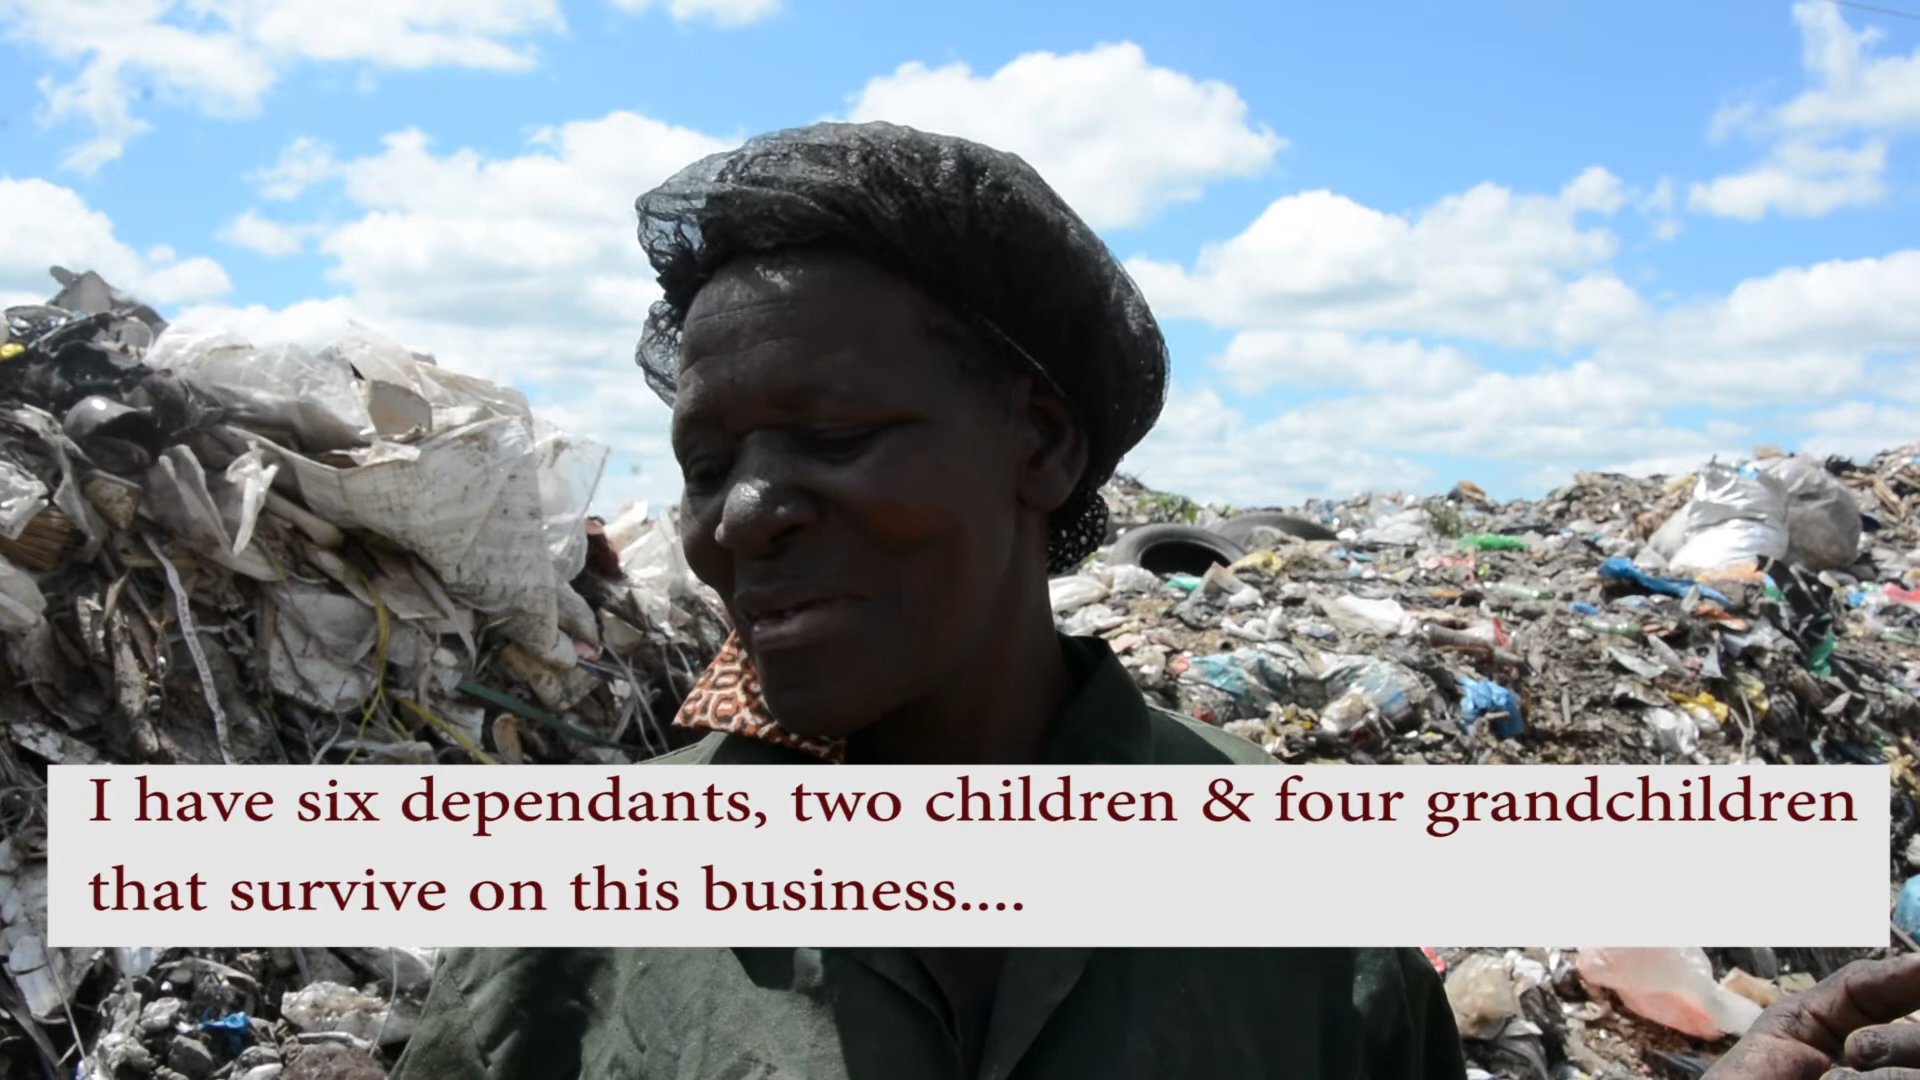 I have six dependants, two children & four grandchildren
that survive on this business....